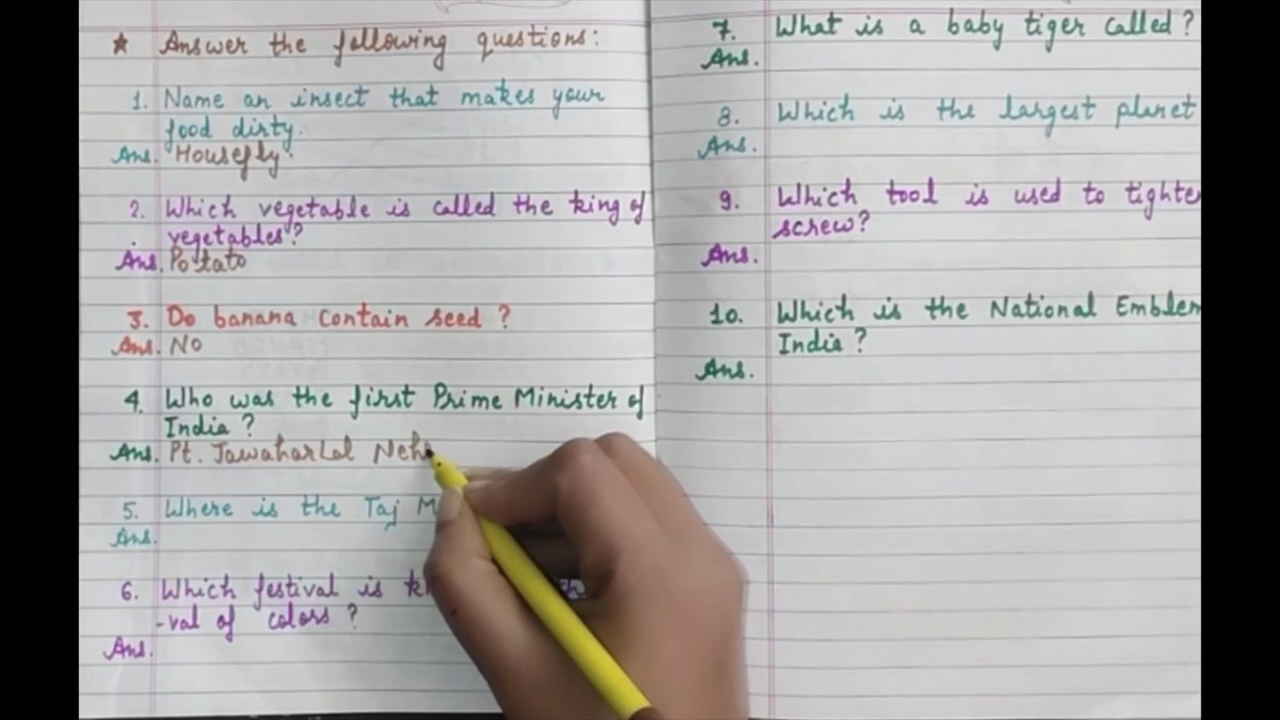 ★ Answer the following questions:
1. Name an insect that makes your
food dirty.
Ans. Housefly.
2. Which vegetable is called the king of
vegetables?
Ans. Potato
3. Do banana contain seed ?
Ans. No
4. Who was the first Prime Minister of
India ?
Ans. Pt. Jawaharlal Neh
5. Where is the Taj M
Ans.
6. Which festival is k
-val of colors ?
Ans.
7. What is a baby tiger called ?
Ans.
8. Which is the largest planet
Ans.
9. Which tool is used to tighte
screw?
Ans.
10. Which is the National Emblem
India ?
Ans.